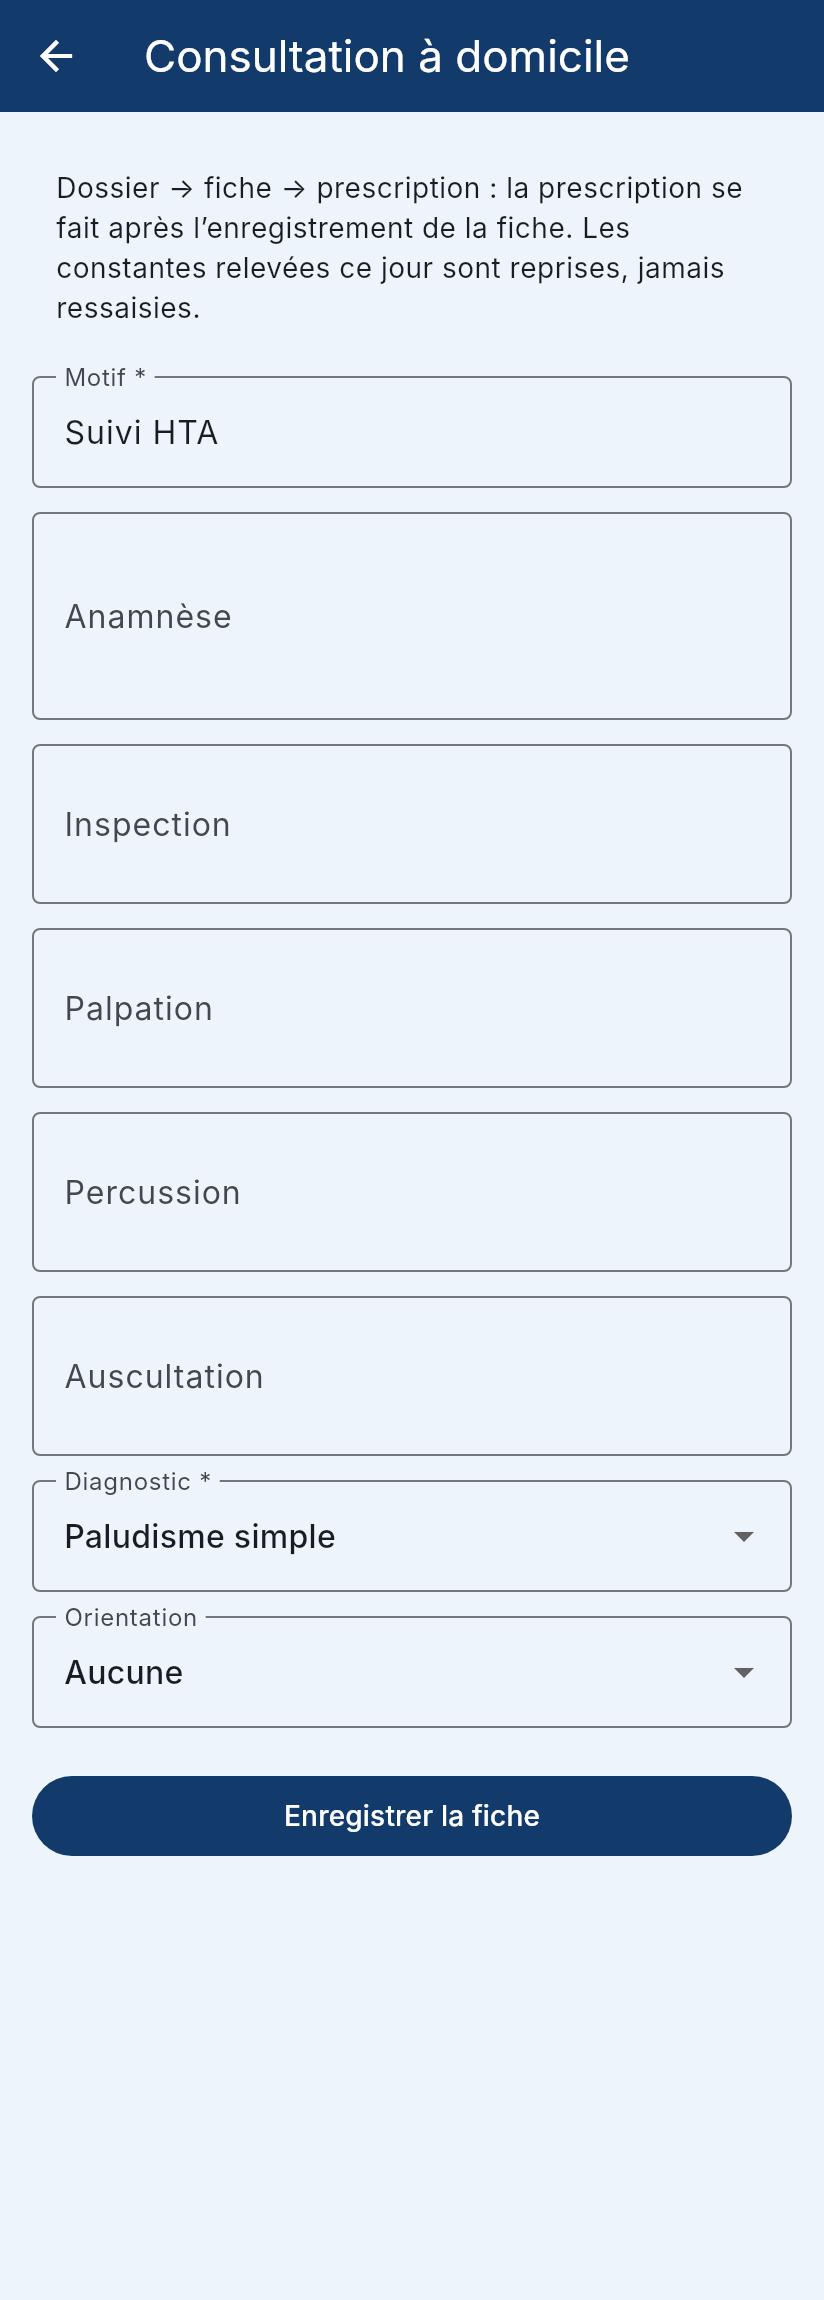 Consultation à domicile
Dossier → fiche → prescription : la prescription se
fait après l’enregistrement de la fiche. Les
constantes relevées ce jour sont reprises, jamais
ressaisies.
Motif *
Suivi HTA
Anamnèse
Inspection
Palpation
Percussion
Auscultation
Diagnostic *
Paludisme simple
Orientation
Aucune
Enregistrer la fiche